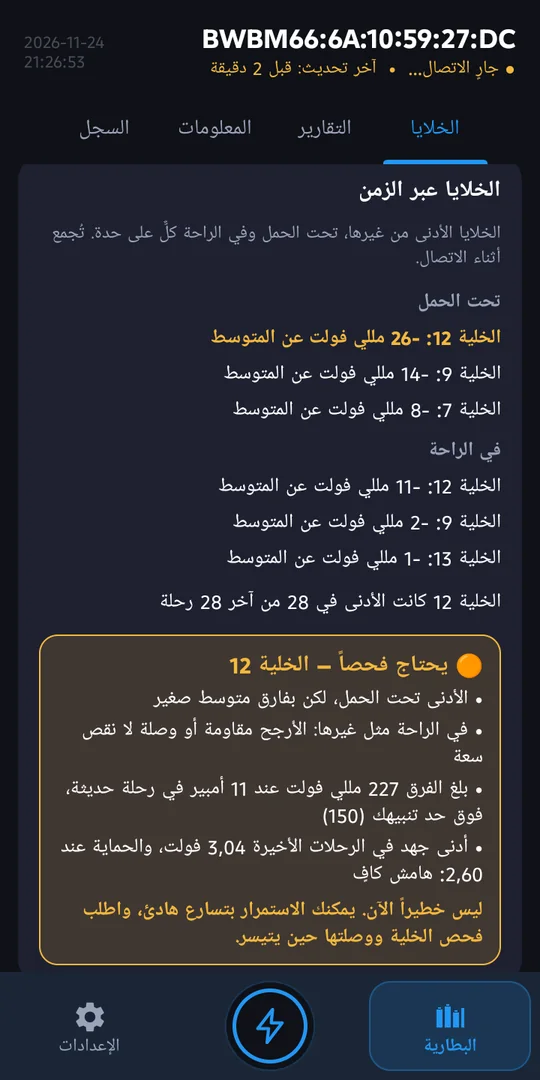 BWBM66:6A:10:59:27:DC
2026-11-24
21:26:53
● جارٍ الاتصال... • آخر تحديث: قبل 2 دقيقة
الخلايا
التقارير
المعلومات
السجل
الخلايا عبر الزمن
الخلايا الأدنى من غيرها، تحت الحمل وفي الراحة كلٌّ على حدة. تُجمع
أثناء الاتصال.
تحت الحمل
الخلية 12: -26 مللي فولت عن المتوسط
الخلية 9: -14 مللي فولت عن المتوسط
الخلية 7: -8 مللي فولت عن المتوسط
في الراحة
الخلية 12: -11 مللي فولت عن المتوسط
الخلية 9: -2 مللي فولت عن المتوسط
الخلية 13: -1 مللي فولت عن المتوسط
الخلية 12 كانت الأدنى في 28 من آخر 28 رحلة
🟠 يحتاج فحصاً – الخلية 12
• الأدنى تحت الحمل، لكن بفارق متوسط صغير
• في الراحة مثل غيرها: الأرجح مقاومة أو وصلة لا نقص
سعة
• بلغ الفرق 227 مللي فولت عند 11 أمبير في رحلة حديثة،
فوق حد تنبيهك (150)
• أدنى جهد في الرحلات الأخيرة 3,04 فولت، والحماية عند
2,60: هامش كافٍ
ليس خطيراً الآن. يمكنك الاستمرار بتسارع هادئ، واطلب
فحص الخلية ووصلتها حين يتيسر.
البطارية
الإعدادات